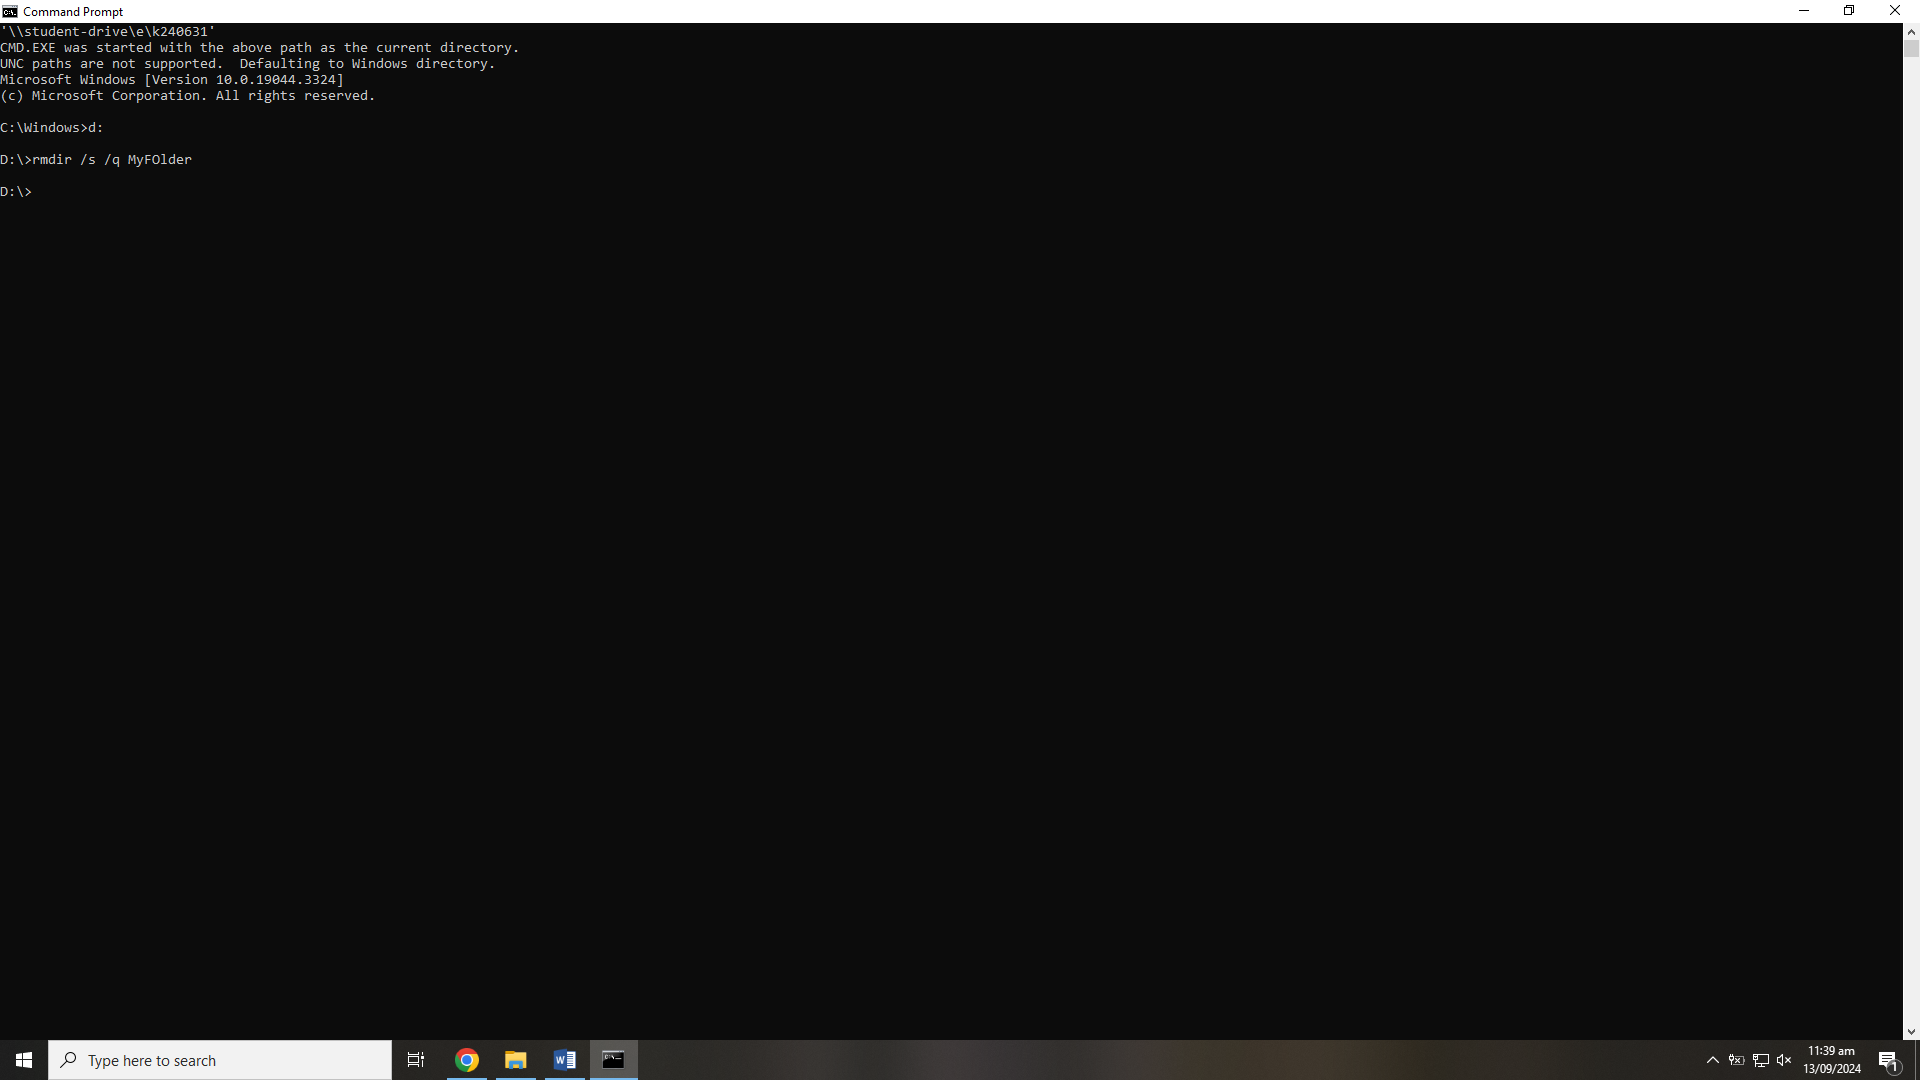 Command Prompt
'\\student-drive\e\k240631'
CMD.EXE was started with the above path as the current directory.
UNC paths are not supported.  Defaulting to Windows directory.
Microsoft Windows [Version 10.0.19044.3324]
(c) Microsoft Corporation. All rights reserved.
C:\Windows>d:
D:\>rmdir /s /q MyFOlder
D:\>
Type here to search
11:39 am
13/09/2024
1